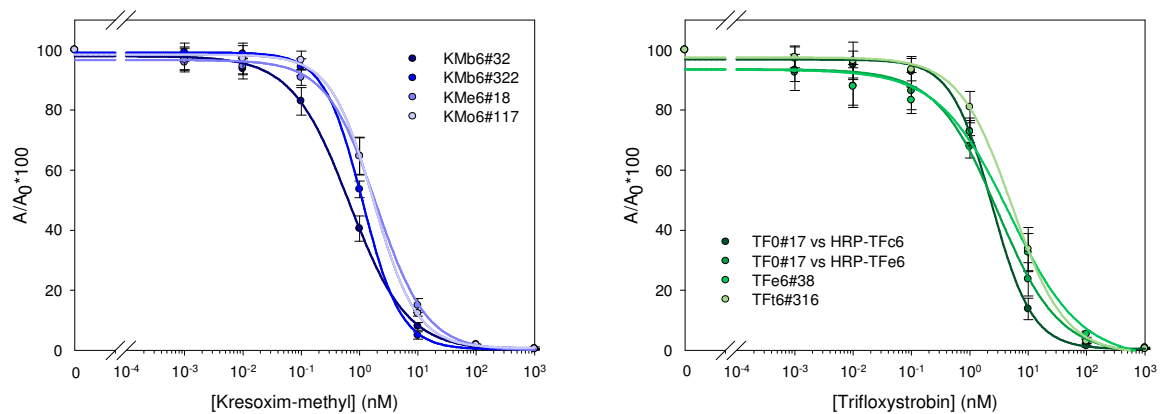 A/A₀*100
100
80
60
40
20
0
KMb6#32
KMb6#322
KMe6#18
KMo6#117
0 10⁻⁴ 10⁻³ 10⁻² 10⁻¹ 10⁰ 10¹ 10² 10³
[Kresoxim-methyl] (nM)
A/A₀*100
100
80
60
40
20
0
TF0#17 vs HRP-TFc6
TF0#17 vs HRP-TFe6
TFe6#38
TFt6#316
0 10⁻⁴ 10⁻³ 10⁻² 10⁻¹ 10⁰ 10¹ 10² 10³
[Trifloxystrobin] (nM)